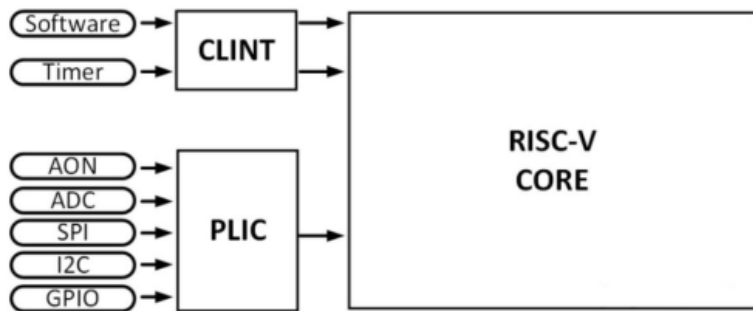 Software
Timer
CLINT
AON
ADC
SPI
I2C
GPIO
PLIC
RISC-V
CORE